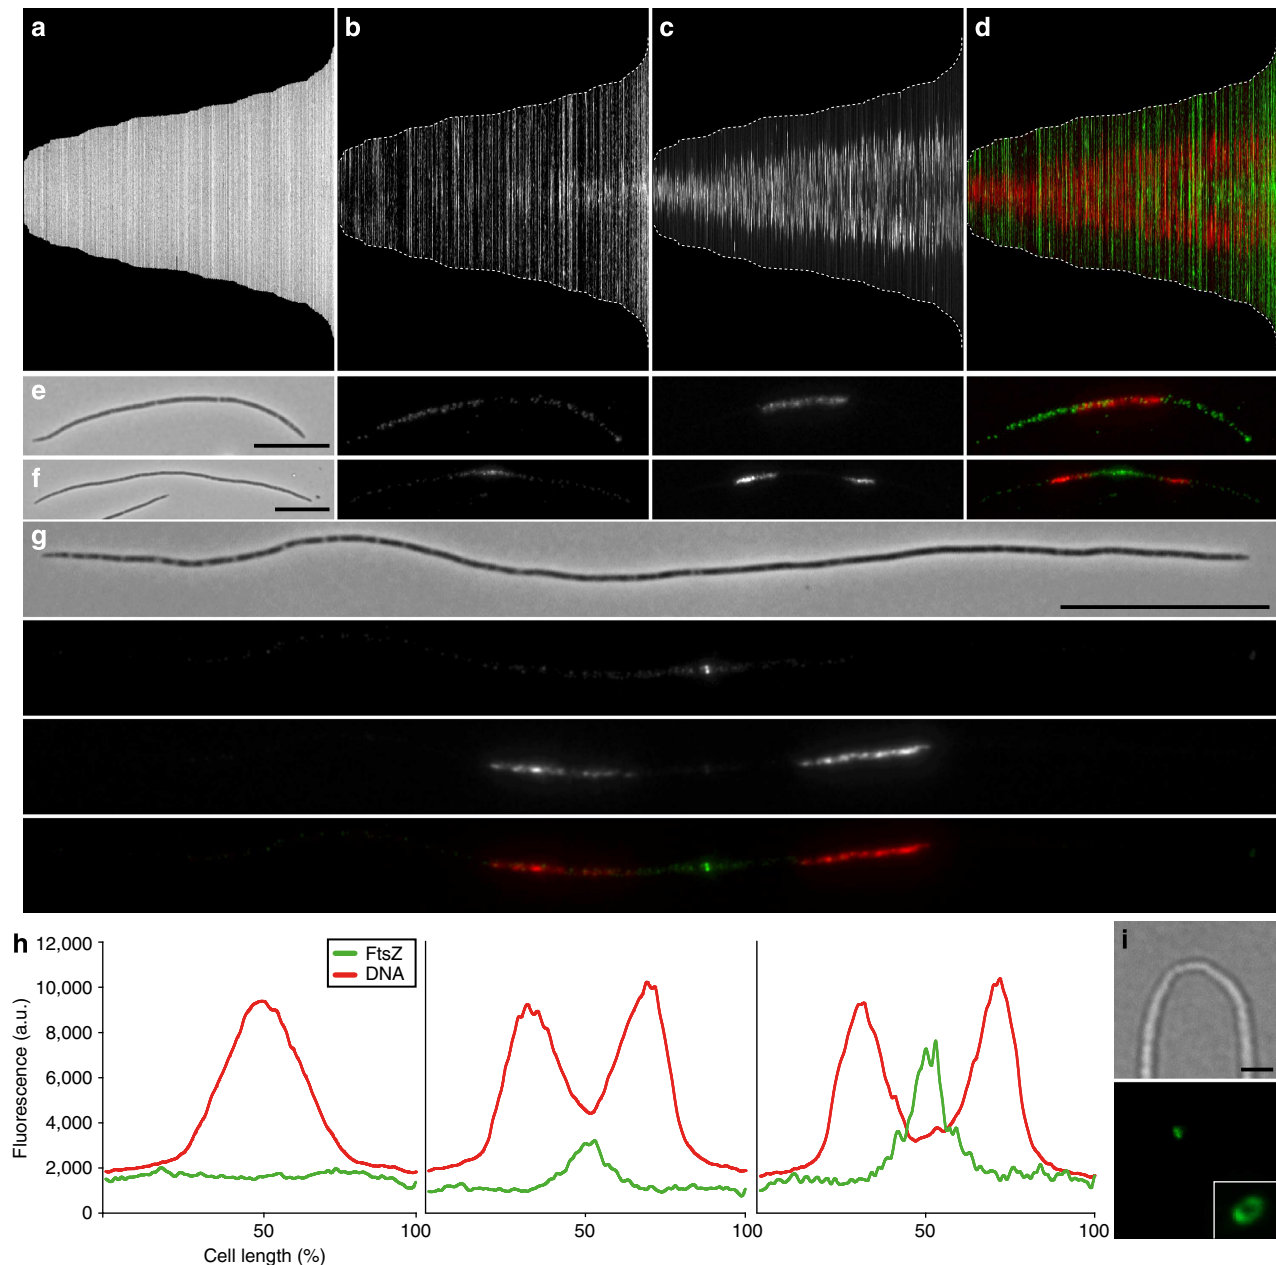 a b c d
e
f
g
h
12,000
10,000
8,000
6,000
4,000
2,000
0
Fluorescence (a.u.)
FtsZ
DNA
50 100 50 100 50 100
Cell length (%)
i